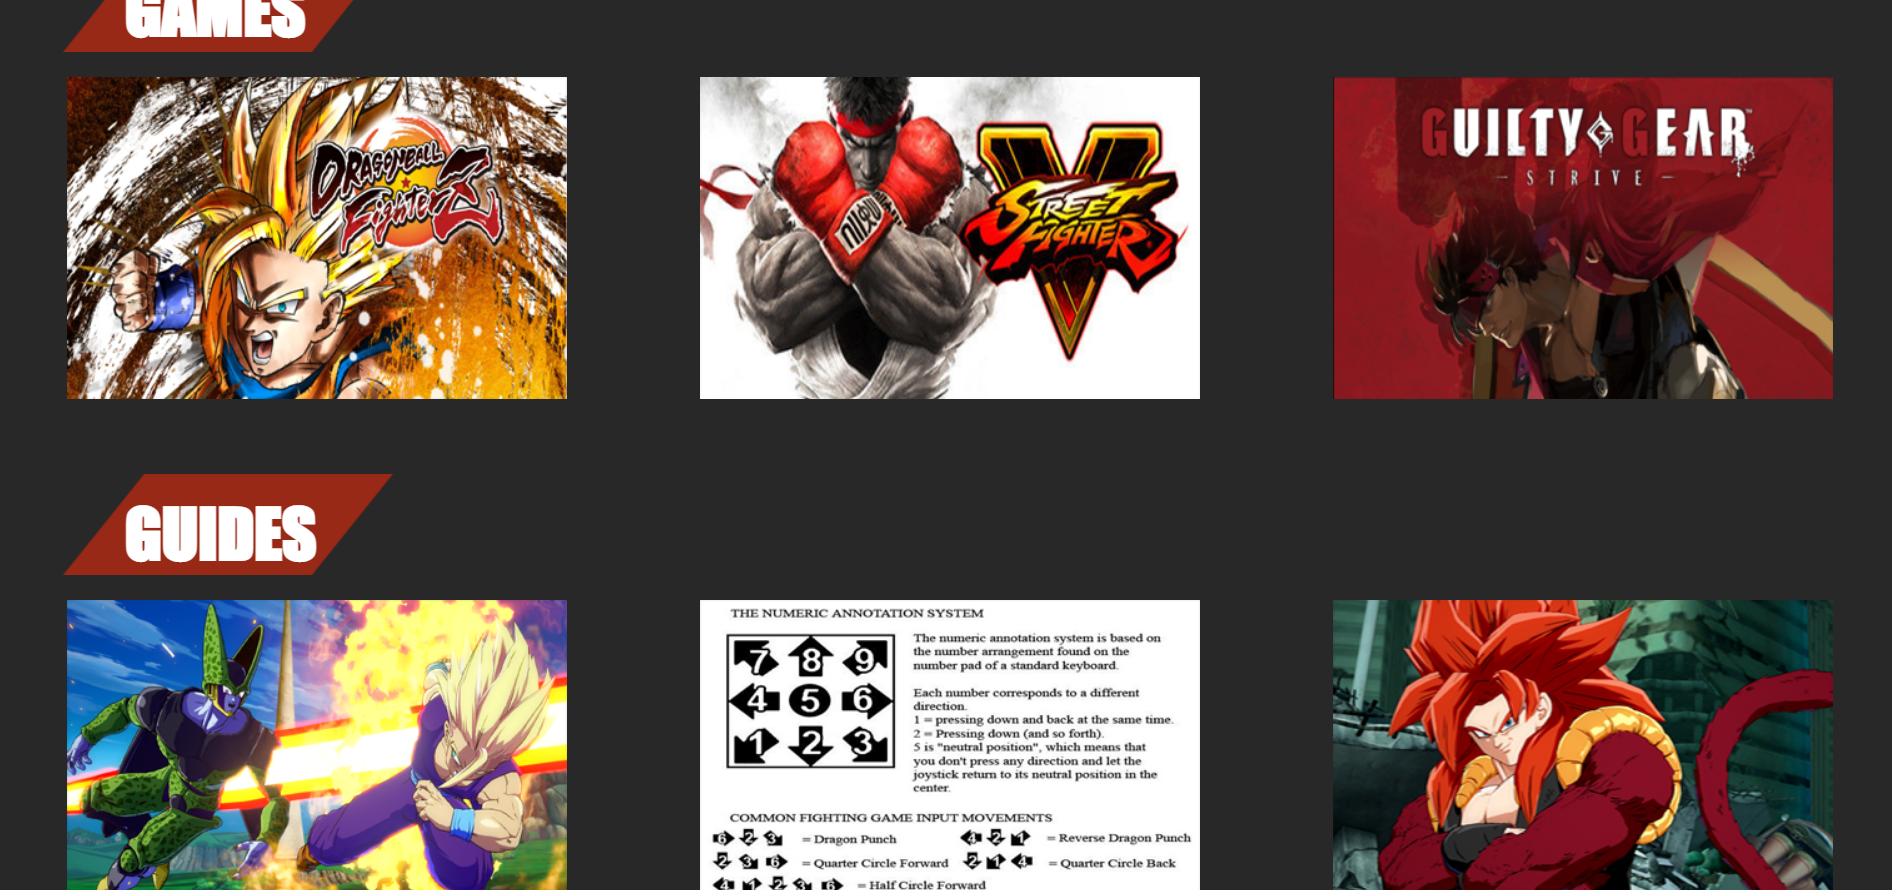 GAMES
DRAGONBALL
FighterZ
V
STREET
FIGHTER
GUILTY GEAR
- STRIVE -
GUIDES
THE NUMERIC ANNOTATION SYSTEM
7 8 9
4 5 6
1 2 3
The numeric annotation system is based on
the number arrangement found on the
number pad of a standard keyboard.
Each number corresponds to a different
direction.
1 = pressing down and back at the same time.
2 = Pressing down (and so forth).
5 is "neutral position", which means that
you don't press any direction and let the
joystick return to its neutral position in the
center.
COMMON FIGHTING GAME INPUT MOVEMENTS
6 2 3 = Dragon Punch
4 2 1 = Reverse Dragon Punch
2 3 6 = Quarter Circle Forward
2 1 4 = Quarter Circle Back
4 1 2 3 6 = Half Circle Forward